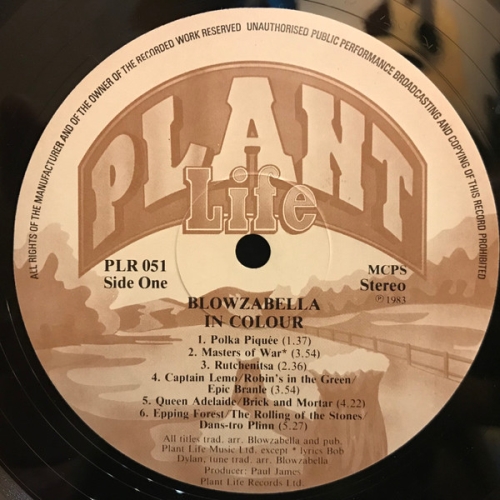 ALL RIGHTS OF THE MANUFACTURER AND OF THE OWNER OF THE RECORDED WORK RESERVED UNAUTHORISED PUBLIC PERFORMANCE BROADCASTING AND COPYING OF THIS RECORD PROHIBITED
PLANT
Life
PLR 051
Side One
MCPS
Stereo
℗ 1983
BLOWZABELLA
IN COLOUR
1. Polka Piquée (1.37)
2. Masters of War* (3.54)
3. Rutchenitsa (2.36)
4. Captain Lemo/Robin's in the Green/
Epic Branle (3.54)
5. Queen Adelaide/Brick and Mortar (4.22)
6. Epping Forest/The Rolling of the Stones/
Dans-tro Plinn (5.27)
All titles trad. arr. Blowzabella and pub.
Plant Life Music Ltd. except * lyrics Bob
Dylan, tune trad. arr. Blowzabella
Producer: Paul James
Plant Life Records Ltd.